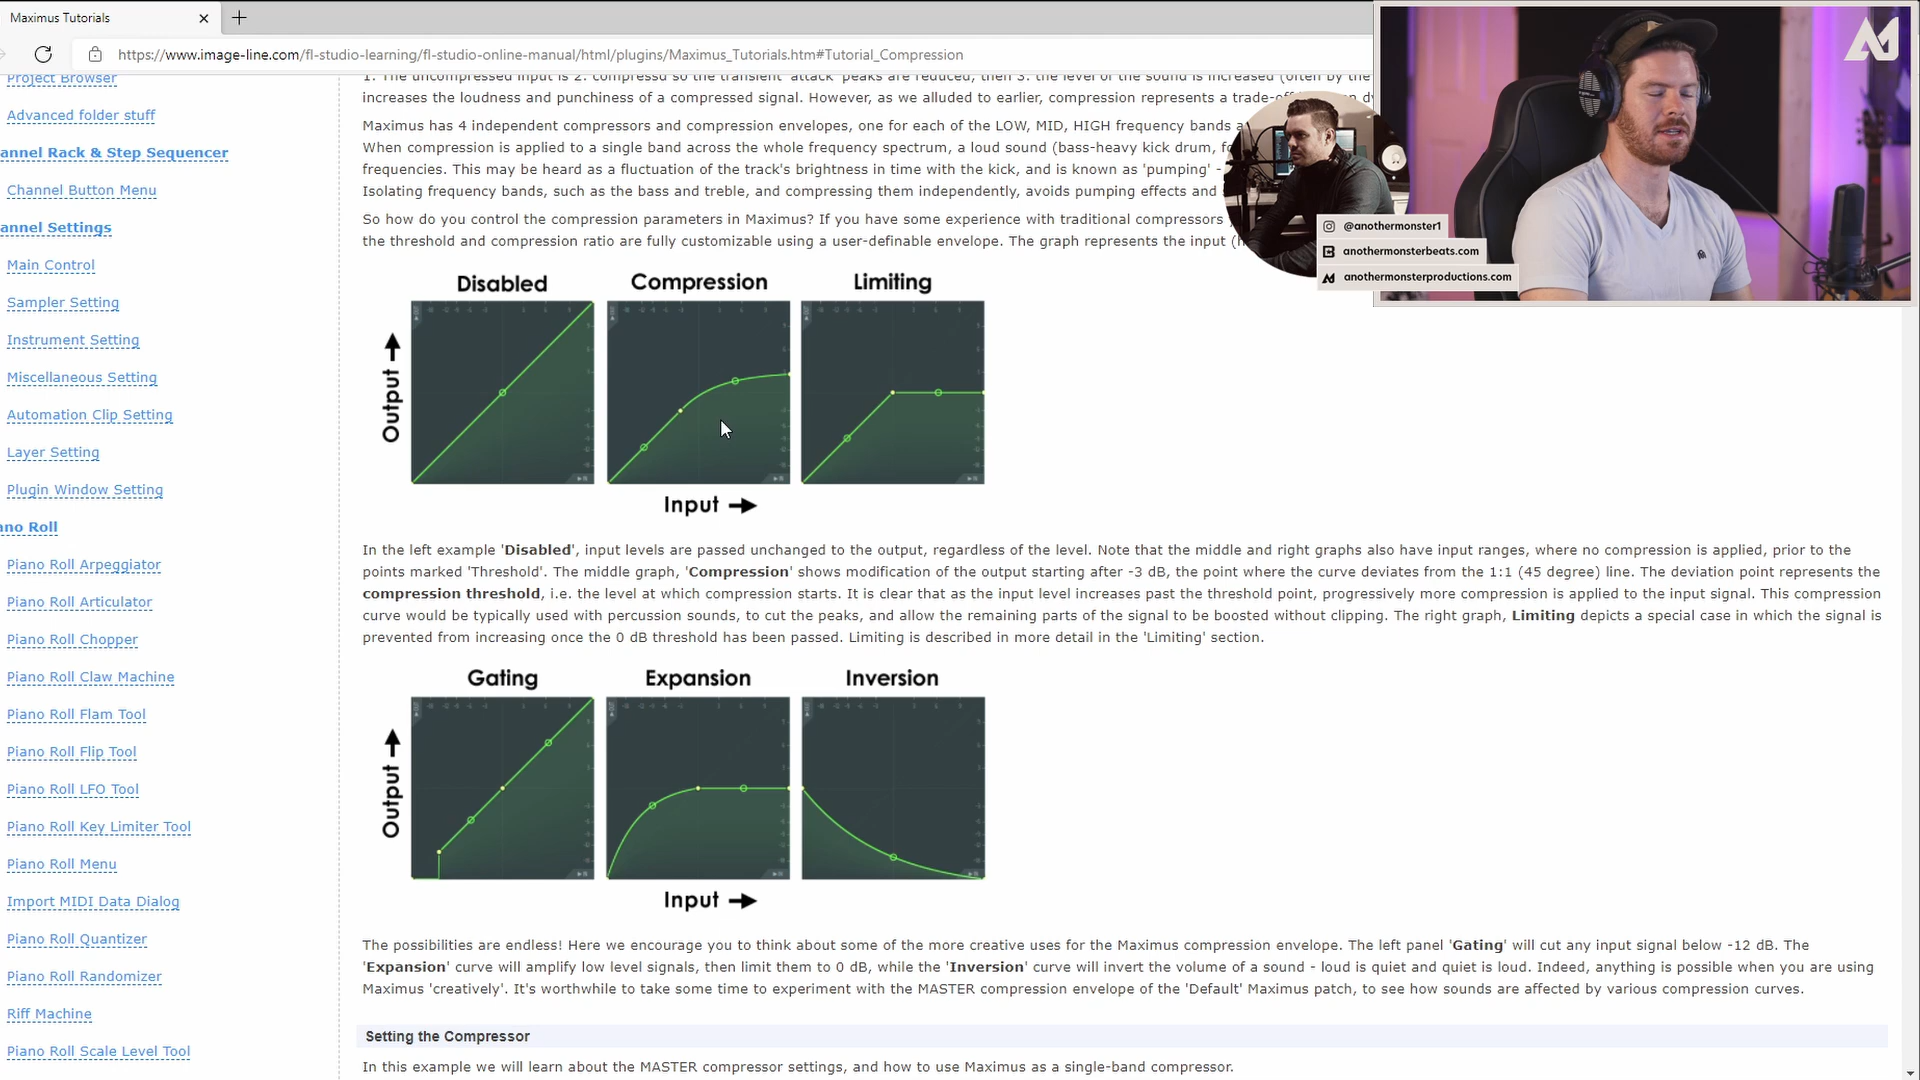 Maximus Tutorials
https://www.image-line.com/fl-studio-learning/fl-studio-online-manual/html/plugins/Maximus_Tutorials.htm#Tutorial_Compression
Project Browser
Advanced folder stuff
annel Rack & Step Sequencer
Channel Button Menu
annel Settings
Main Control
Sampler Setting
Instrument Setting
Miscellaneous Setting
Automation Clip Setting
Layer Setting
Plugin Window Setting
ano Roll
Piano Roll Arpeggiator
Piano Roll Articulator
Piano Roll Chopper
Piano Roll Claw Machine
Piano Roll Flam Tool
Piano Roll Flip Tool
Piano Roll LFO Tool
Piano Roll Key Limiter Tool
Piano Roll Menu
Import MIDI Data Dialog
Piano Roll Quantizer
Piano Roll Randomizer
Riff Machine
Piano Roll Scale Level Tool
1. The uncompressed input is 2. compressd so the transient 'attack' peaks are reduced, then 3. the level of the sound is increased (often by the
increases the loudness and punchiness of a compressed signal. However, as we alluded to earlier, compression represents a trade-off
Maximus has 4 independent compressors and compression envelopes, one for each of the LOW, MID, HIGH frequency bands
When compression is applied to a single band across the whole frequency spectrum, a loud sound (bass-heavy kick drum,
frequencies. This may be heard as a fluctuation of the track's brightness in time with the kick, and is known as 'pumping' -
Isolating frequency bands, such as the bass and treble, and compressing them independently, avoids pumping effects and
So how do you control the compression parameters in Maximus? If you have some experience with traditional compressors
the threshold and compression ratio are fully customizable using a user-definable envelope. The graph represents the input
@anothermonster1
anothermonsterbeats.com
anothermonsterproductions.com
Disabled Compression Limiting
Output
Input
In the left example 'Disabled', input levels are passed unchanged to the output, regardless of the level. Note that the middle and right graphs also have input ranges, where no compression is applied, prior to the
points marked 'Threshold'. The middle graph, 'Compression' shows modification of the output starting after -3 dB, the point where the curve deviates from the 1:1 (45 degree) line. The deviation point represents the
compression threshold, i.e. the level at which compression starts. It is clear that as the input level increases past the threshold point, progressively more compression is applied to the input signal. This compression
curve would be typically used with percussion sounds, to cut the peaks, and allow the remaining parts of the signal to be boosted without clipping. The right graph, Limiting depicts a special case in which the signal is
prevented from increasing once the 0 dB threshold has been passed. Limiting is described in more detail in the 'Limiting' section.
Gating Expansion Inversion
Output
Input
The possibilities are endless! Here we encourage you to think about some of the more creative uses for the Maximus compression envelope. The left panel 'Gating' will cut any input signal below -12 dB. The
'Expansion' curve will amplify low level signals, then limit them to 0 dB, while the 'Inversion' curve will invert the volume of a sound - loud is quiet and quiet is loud. Indeed, anything is possible when you are using
Maximus 'creatively'. It's worthwhile to take some time to experiment with the MASTER compression envelope of the 'Default' Maximus patch, to see how sounds are affected by various compression curves.
Setting the Compressor
In this example we will learn about the MASTER compressor settings, and how to use Maximus as a single-band compressor.